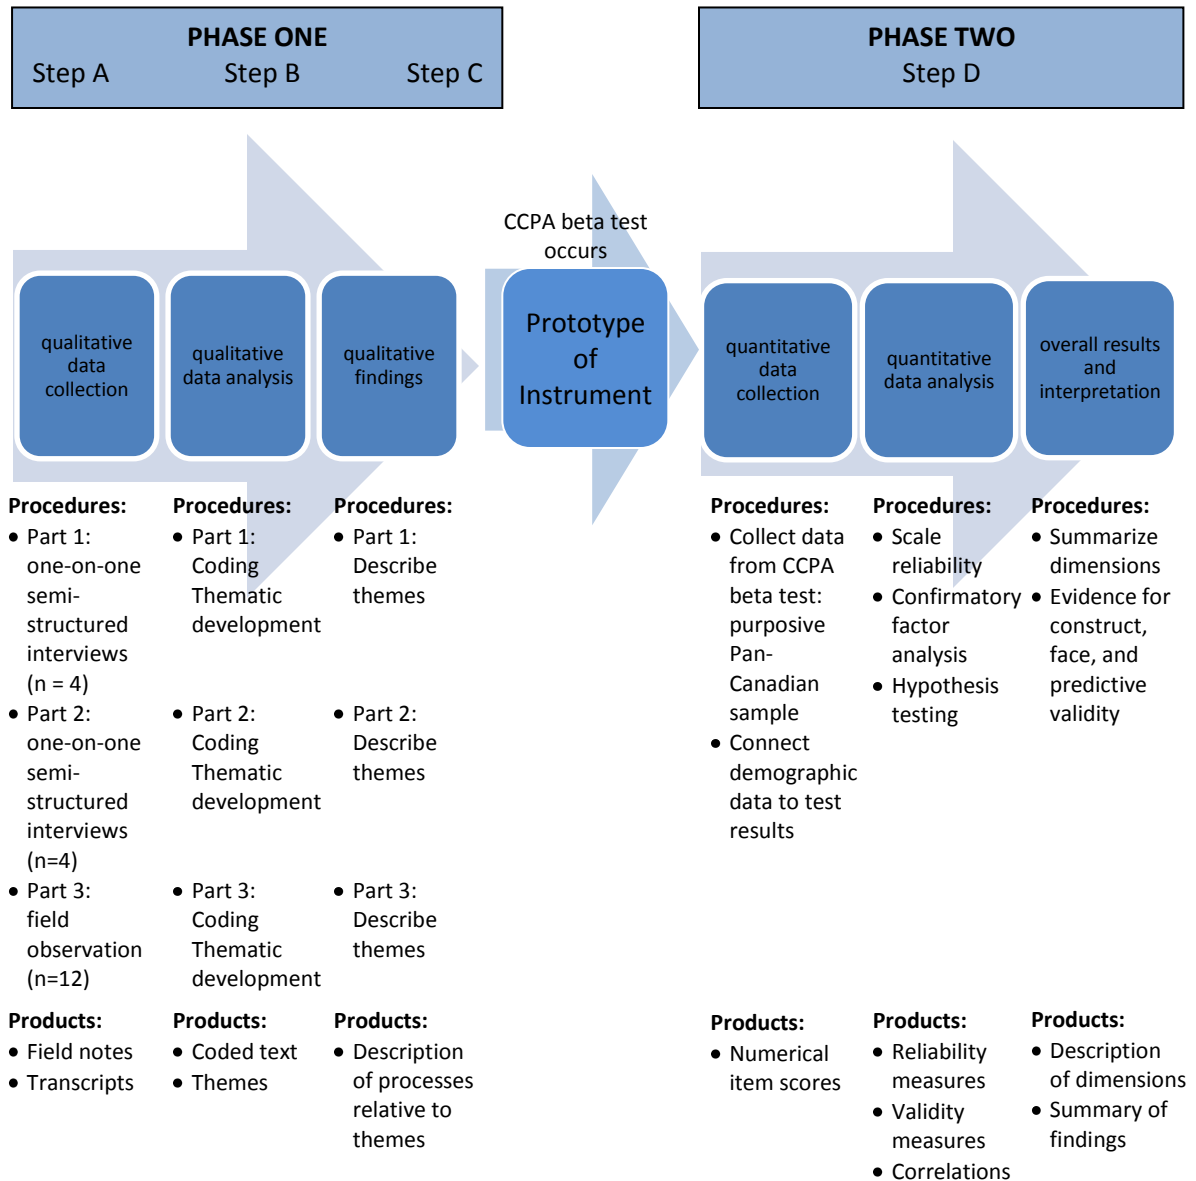 PHASE ONE
Step A Step B Step C
PHASE TWO
Step D
CCPA beta test
occurs
qualitative
data
collection
qualitative
data analysis
qualitative
findings
Prototype
of
Instrument
quantitative
data
collection
quantitative
data analysis
overall results
and
interpretation
Procedures:
• Part 1:
one-on-one
semi-
structured
interviews
(n = 4)
• Part 2:
one-on-one
semi-
structured
interviews
(n=4)
• Part 3:
field
observation
(n=12)
Products:
• Field notes
• Transcripts
Procedures:
• Part 1:
Coding
Thematic
development
• Part 2:
Coding
Thematic
development
• Part 3:
Coding
Thematic
development
Products:
• Coded text
• Themes
Procedures:
• Part 1:
Describe
themes
• Part 2:
Describe
themes
• Part 3:
Describe
themes
Products:
• Description
of processes
relative to
themes
Procedures:
• Collect data
from CCPA
beta test:
purposive
Pan-
Canadian
sample
• Connect
demographic
data to test
results
Products:
• Numerical
item scores
Procedures:
• Scale
reliability
• Confirmatory
factor
analysis
• Hypothesis
testing
Products:
• Reliability
measures
• Validity
measures
• Correlations
Procedures:
• Summarize
dimensions
• Evidence for
construct,
face, and
predictive
validity
Products:
• Description
of dimensions
• Summary of
findings